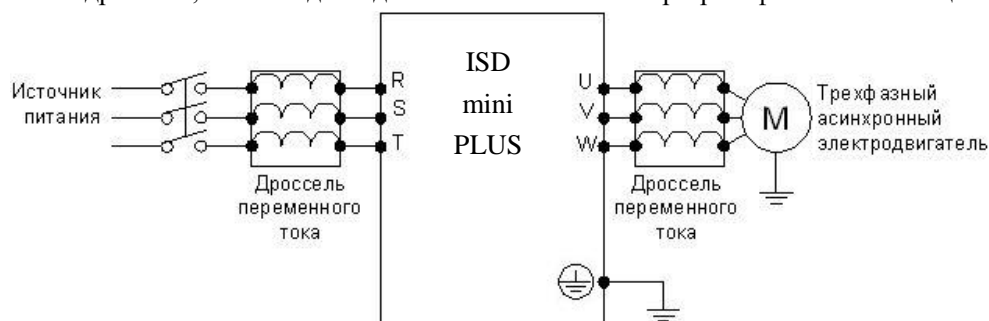 Источник
питания
R
S
T
Дроссель
переменного
тока
ISD
mini
PLUS
U
V
W
Дроссель
переменного
тока
M
Трехфазный
асинхронный
электродвигатель